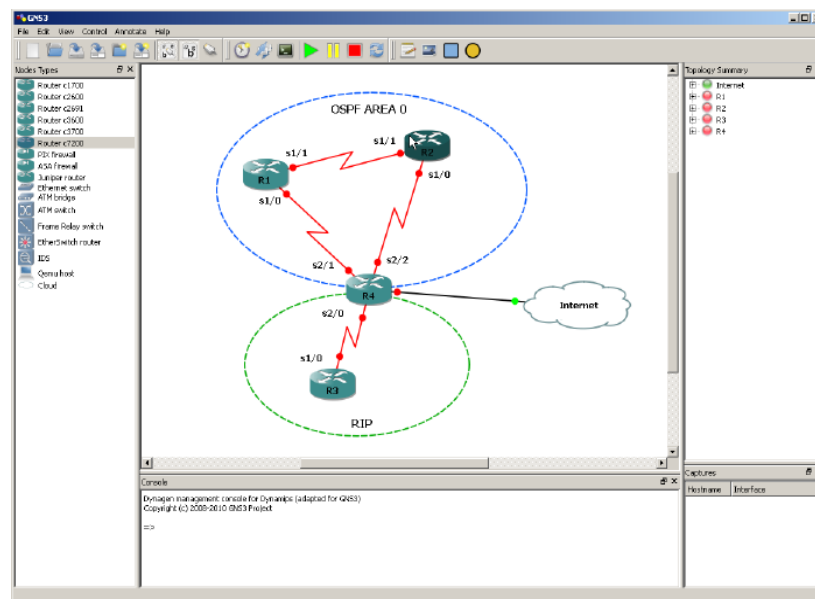 GNS3
File Edit View Control Annotate Help
Nodes Types
Router c1700
Router c2600
Router c2691
Router c3600
Router c3700
Router c7200
PIX firewall
ASA firewall
Juniper router
Ethernet switch
ATM bridge
ATM switch
Frame Relay switch
EtherSwitch router
IDS
Qemu host
Cloud
OSPF AREA 0
s1/1
s1/1
R2
R1
s1/0
s1/0
s2/1
s2/2
R4
Internet
s2/0
s1/0
R3
RIP
Topology Summary
Internet
R1
R2
R3
R4
Console
Dynagen management console for Dynamips (adapted for GNS3)
Copyright (c) 2008-2010 GNS3 Project
=>
Captures
Hostname Interface